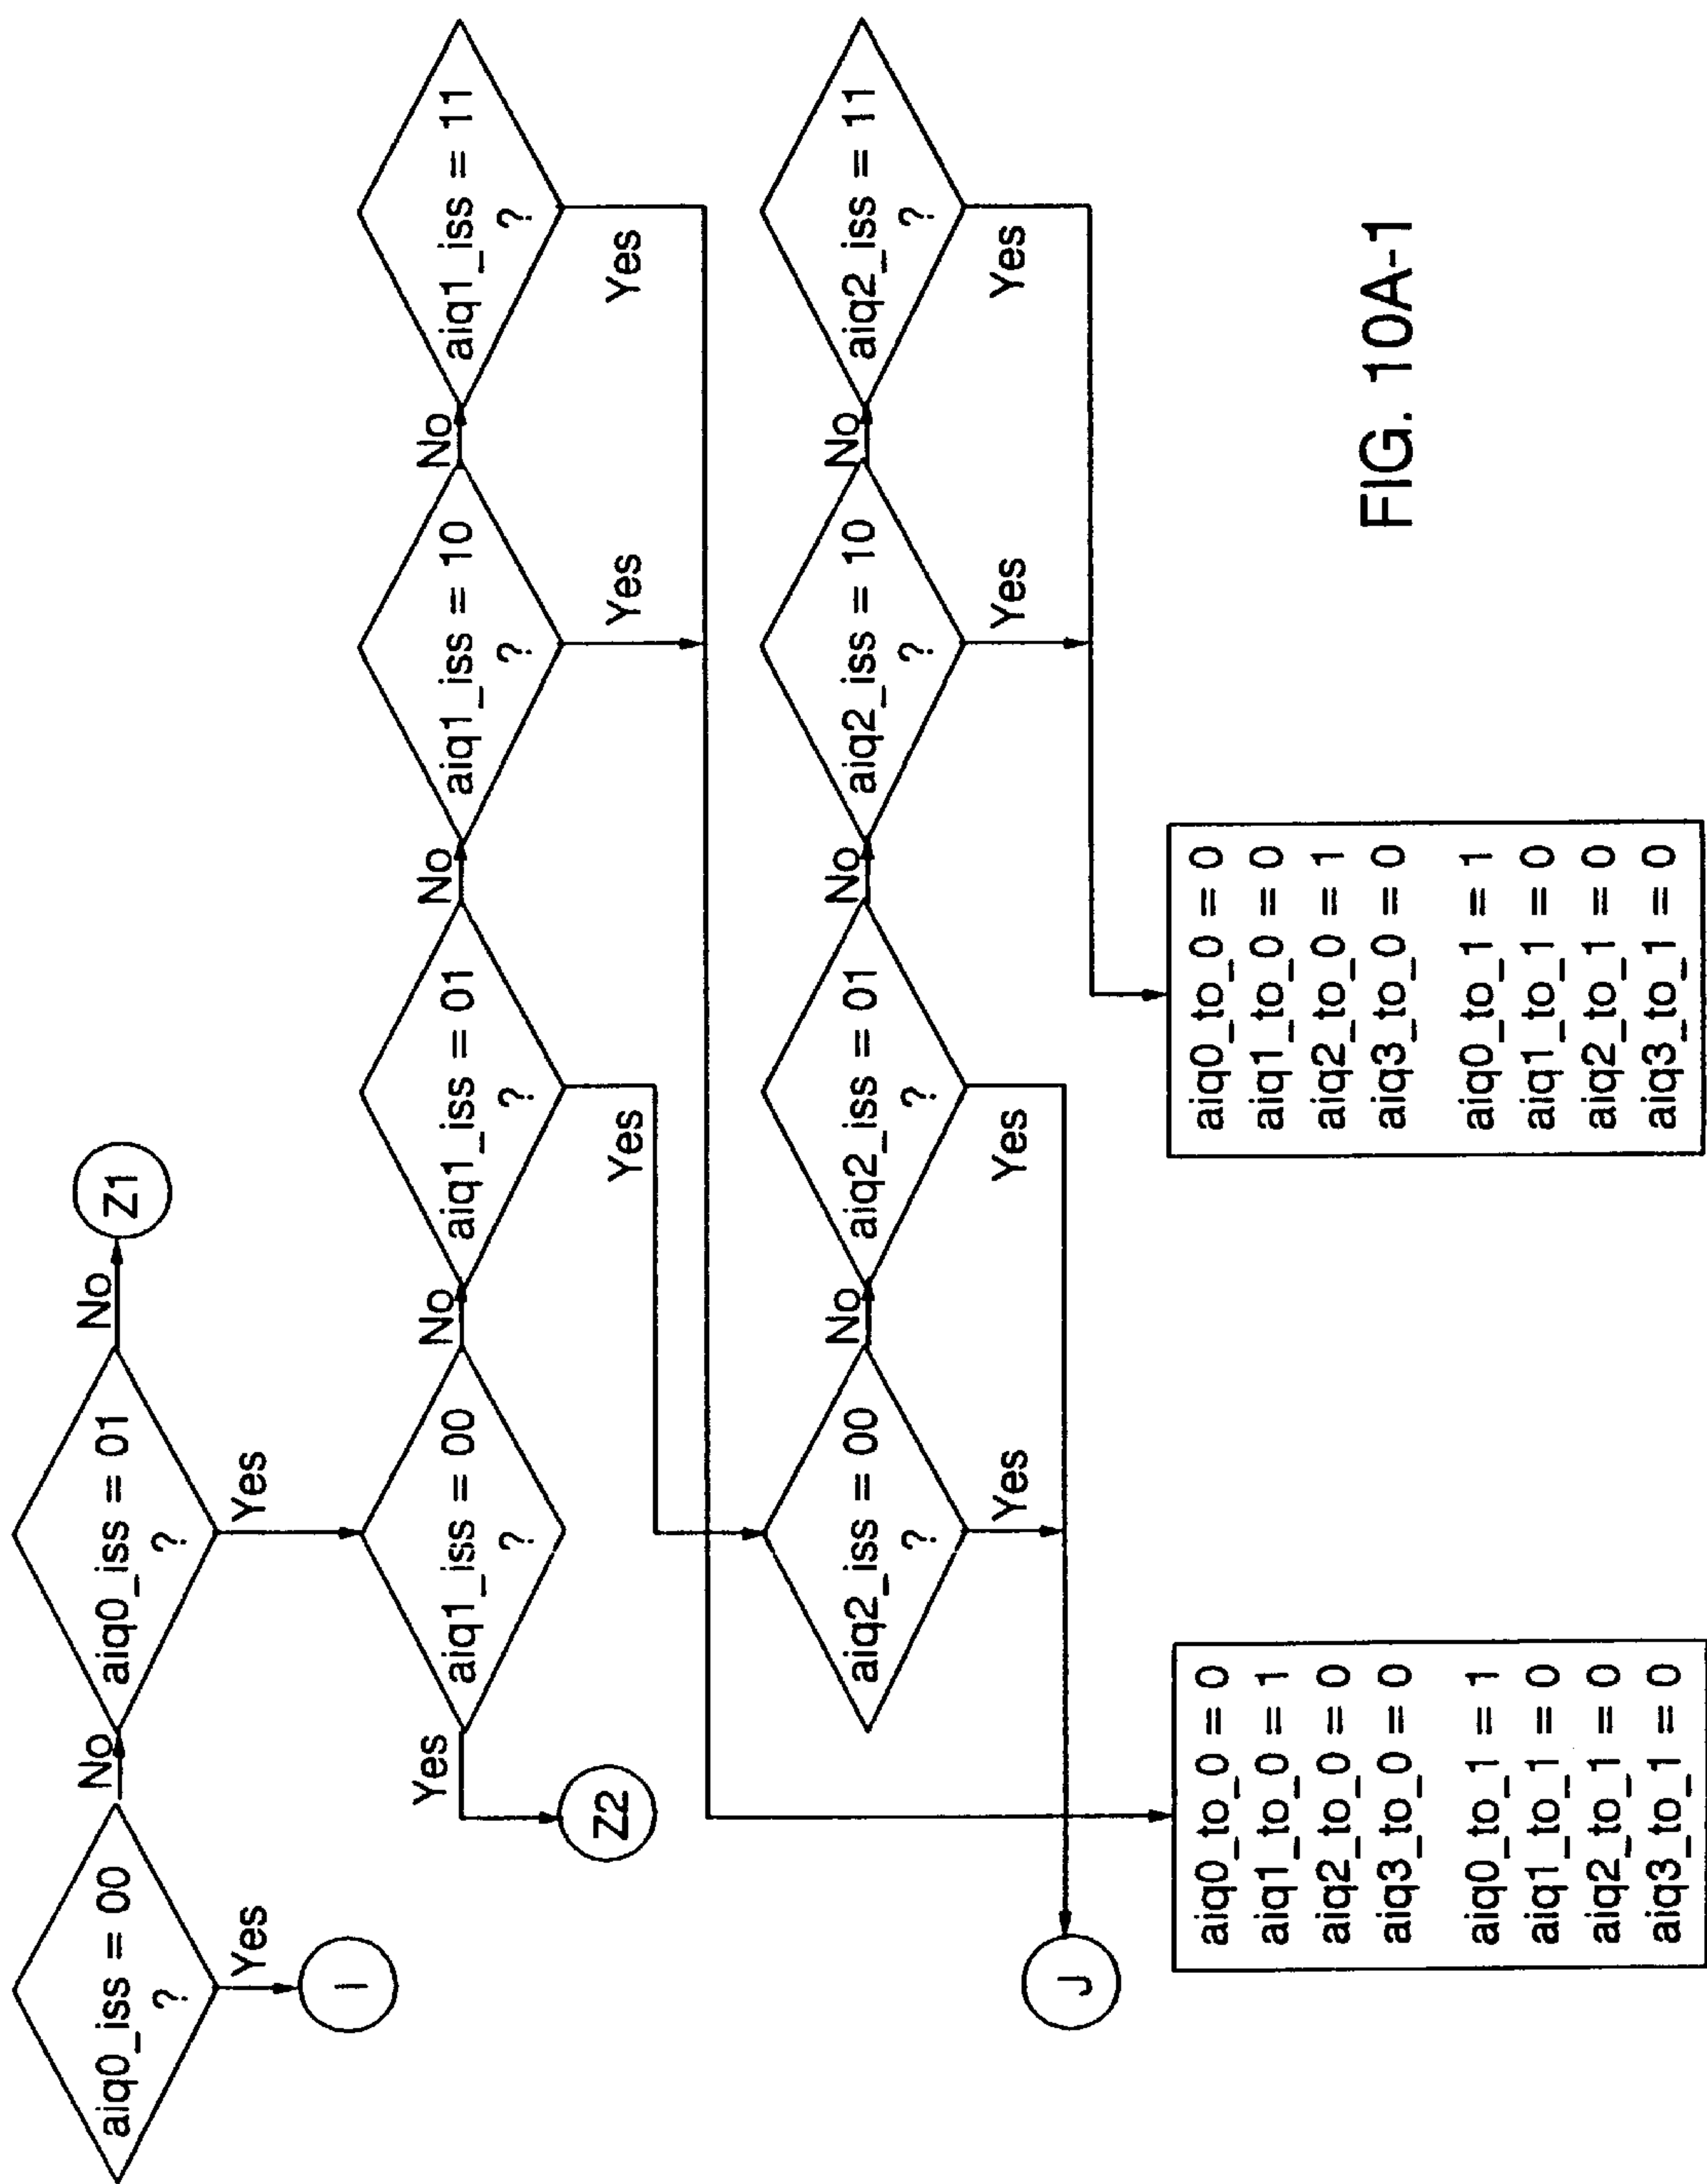 aiq0_iss = 00
?
No
aiq0_iss = 01
?
No
Z1
Yes
I
Yes
Yes
aiq1_iss = 00
?
No
aiq1_iss = 01
?
No
aiq1_iss = 10
?
No
aiq1_iss = 11
?
Z2
Yes
Yes
Yes
aiq2_iss = 00
?
No
aiq2_iss = 01
?
No
aiq2_iss = 10
?
No
aiq2_iss = 11
?
Yes
Yes
Yes
Yes
J
aiq0_to_0 = 0
aiq1_to_0 = 1
aiq2_to_0 = 0
aiq3_to_0 = 0
aiq0_to_1 = 1
aiq1_to_1 = 0
aiq2_to_1 = 0
aiq3_to_1 = 0
aiq0_to_0 = 0
aiq1_to_0 = 0
aiq2_to_0 = 1
aiq3_to_0 = 0
aiq0_to_1 = 1
aiq1_to_1 = 0
aiq2_to_1 = 0
aiq3_to_1 = 0
FIG. 10A-1